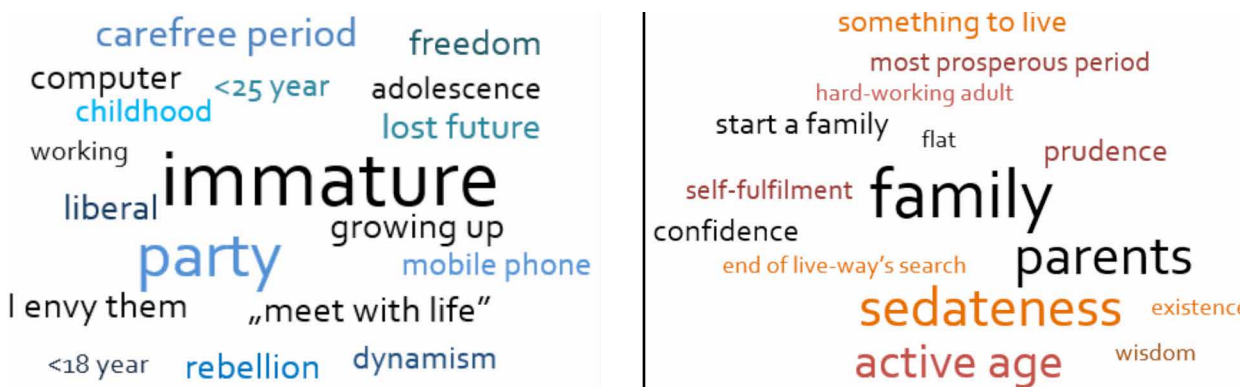 carefree period
freedom
computer
<25 year
adolescence
childhood
lost future
working
immature
liberal
growing up
party
mobile phone
I envy them
„meet with life”
<18 year
rebellion
dynamism
something to live
most prosperous period
hard-working adult
start a family
flat
prudence
self-fulfilment
family
confidence
parents
end of live-way's search
sedateness
existence
active age
wisdom